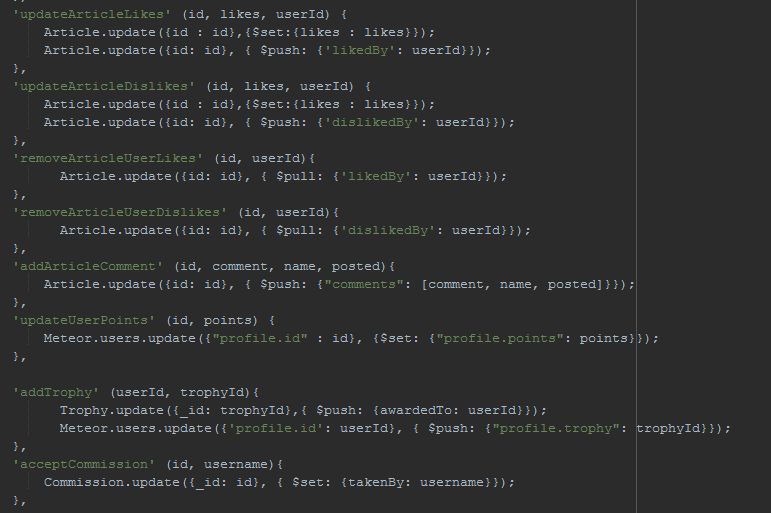 'updateArticleLikes' (id, likes, userId) {
    Article.update({id : id},{$set:{likes : likes}});
    Article.update({id: id}, { $push: {'likedBy': userId}});
},
'updateArticleDislikes' (id, likes, userId) {
    Article.update({id : id},{$set:{likes : likes}});
    Article.update({id: id}, { $push: {'dislikedBy': userId}});
},
'removeArticleUserLikes' (id, userId){
      Article.update({id: id}, { $pull: {'likedBy': userId}});
},
'removeArticleUserDislikes' (id, userId){
      Article.update({id: id}, { $pull: {'dislikedBy': userId}});
},
'addArticleComment' (id, comment, name, posted){
    Article.update({id: id}, { $push: {"comments": [comment, name, posted]}});
},
'updateUserPoints' (id, points) {
    Meteor.users.update({"profile.id" : id}, {$set: {"profile.points": points}});
},

'addTrophy' (userId, trophyId){
      Trophy.update({_id: trophyId},{ $push: {awardedTo: userId}});
      Meteor.users.update({'profile.id': userId}, { $push: {"profile.trophy": trophyId}});
},
'acceptCommission' (id, username){
    Commission.update({_id: id}, { $set: {takenBy: username}});
},